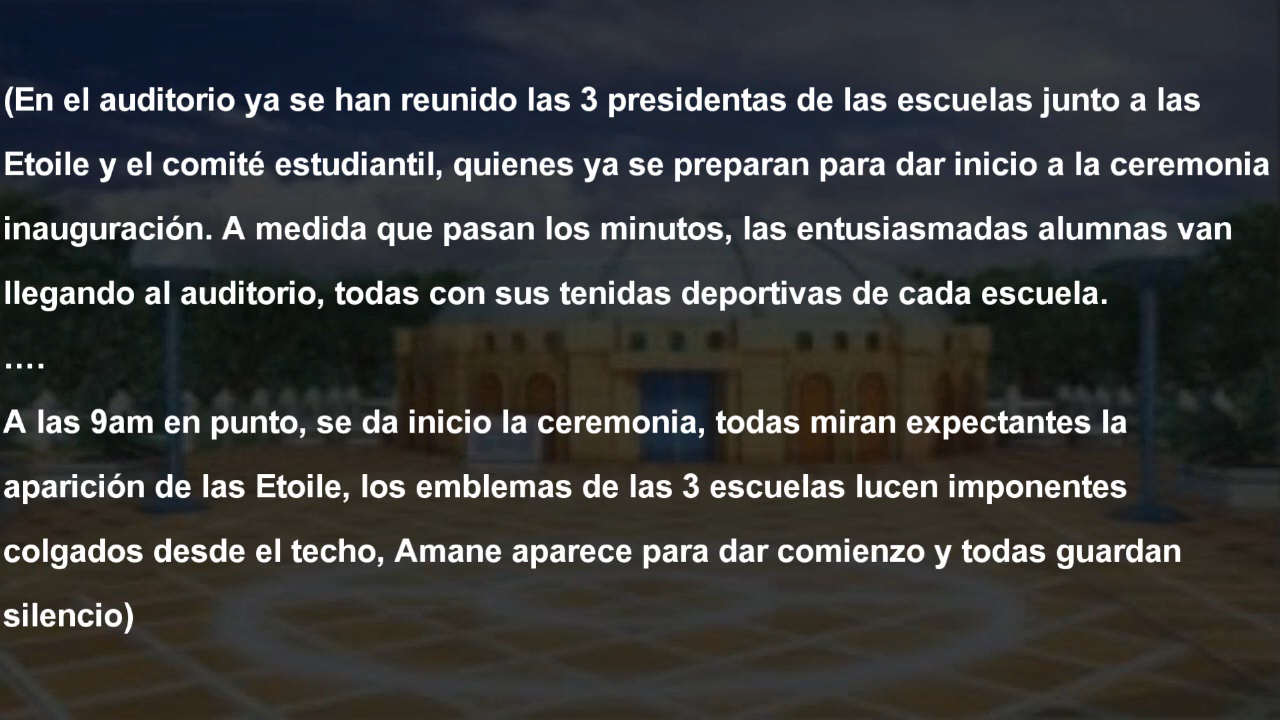 (En el auditorio ya se han reunido las 3 presidentas de las escuelas junto a las
Etoile y el comité estudiantil, quienes ya se preparan para dar inicio a la ceremonia
inauguración. A medida que pasan los minutos, las entusiasmadas alumnas van
llegando al auditorio, todas con sus tenidas deportivas de cada escuela.
....
A las 9am en punto, se da inicio la ceremonia, todas miran expectantes la
aparición de las Etoile, los emblemas de las 3 escuelas lucen imponentes
colgados desde el techo, Amane aparece para dar comienzo y todas guardan
silencio)